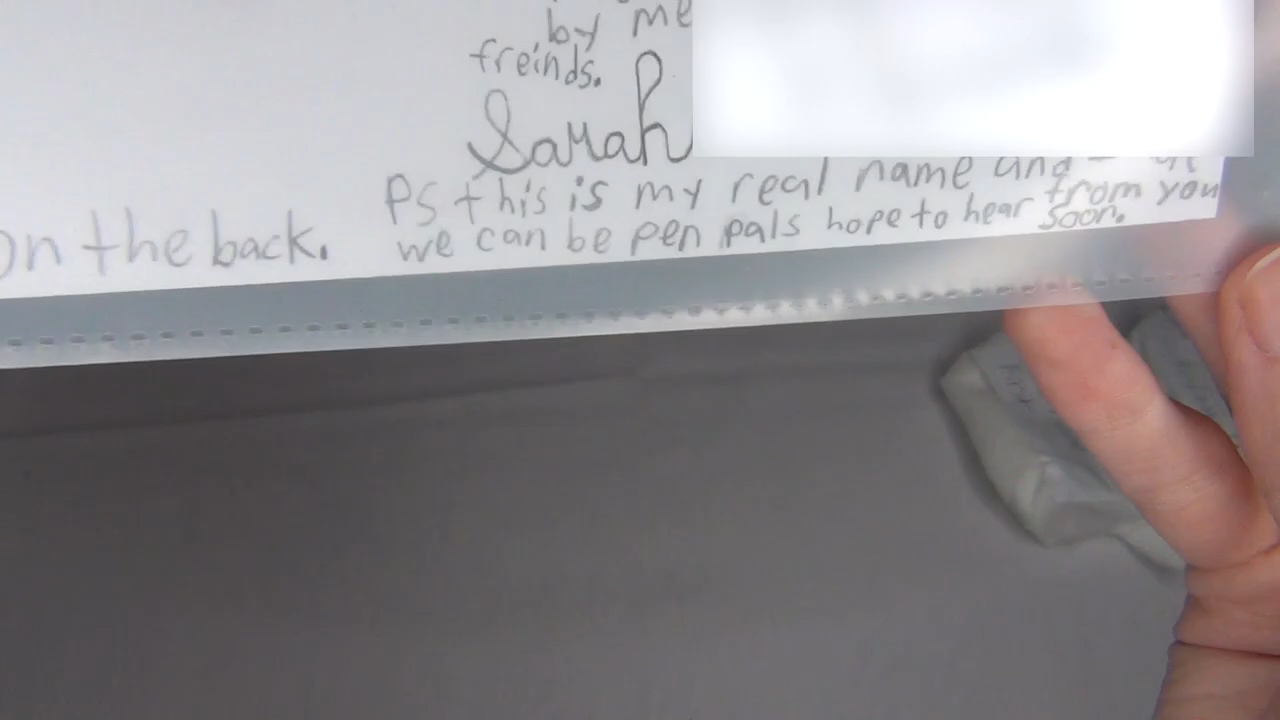 by me
freinds.
Sarah
PS this is my real name and
we can be pen pals hope to hear from you
soon.
on the back.